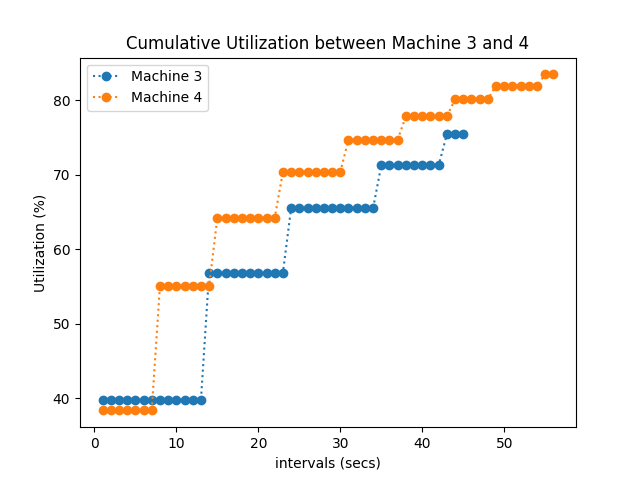 Cumulative Utilization between Machine 3 and 4
Machine 3
Machine 4
80
70
60
50
40
Utilization (%)
0 10 20 30 40 50
intervals (secs)